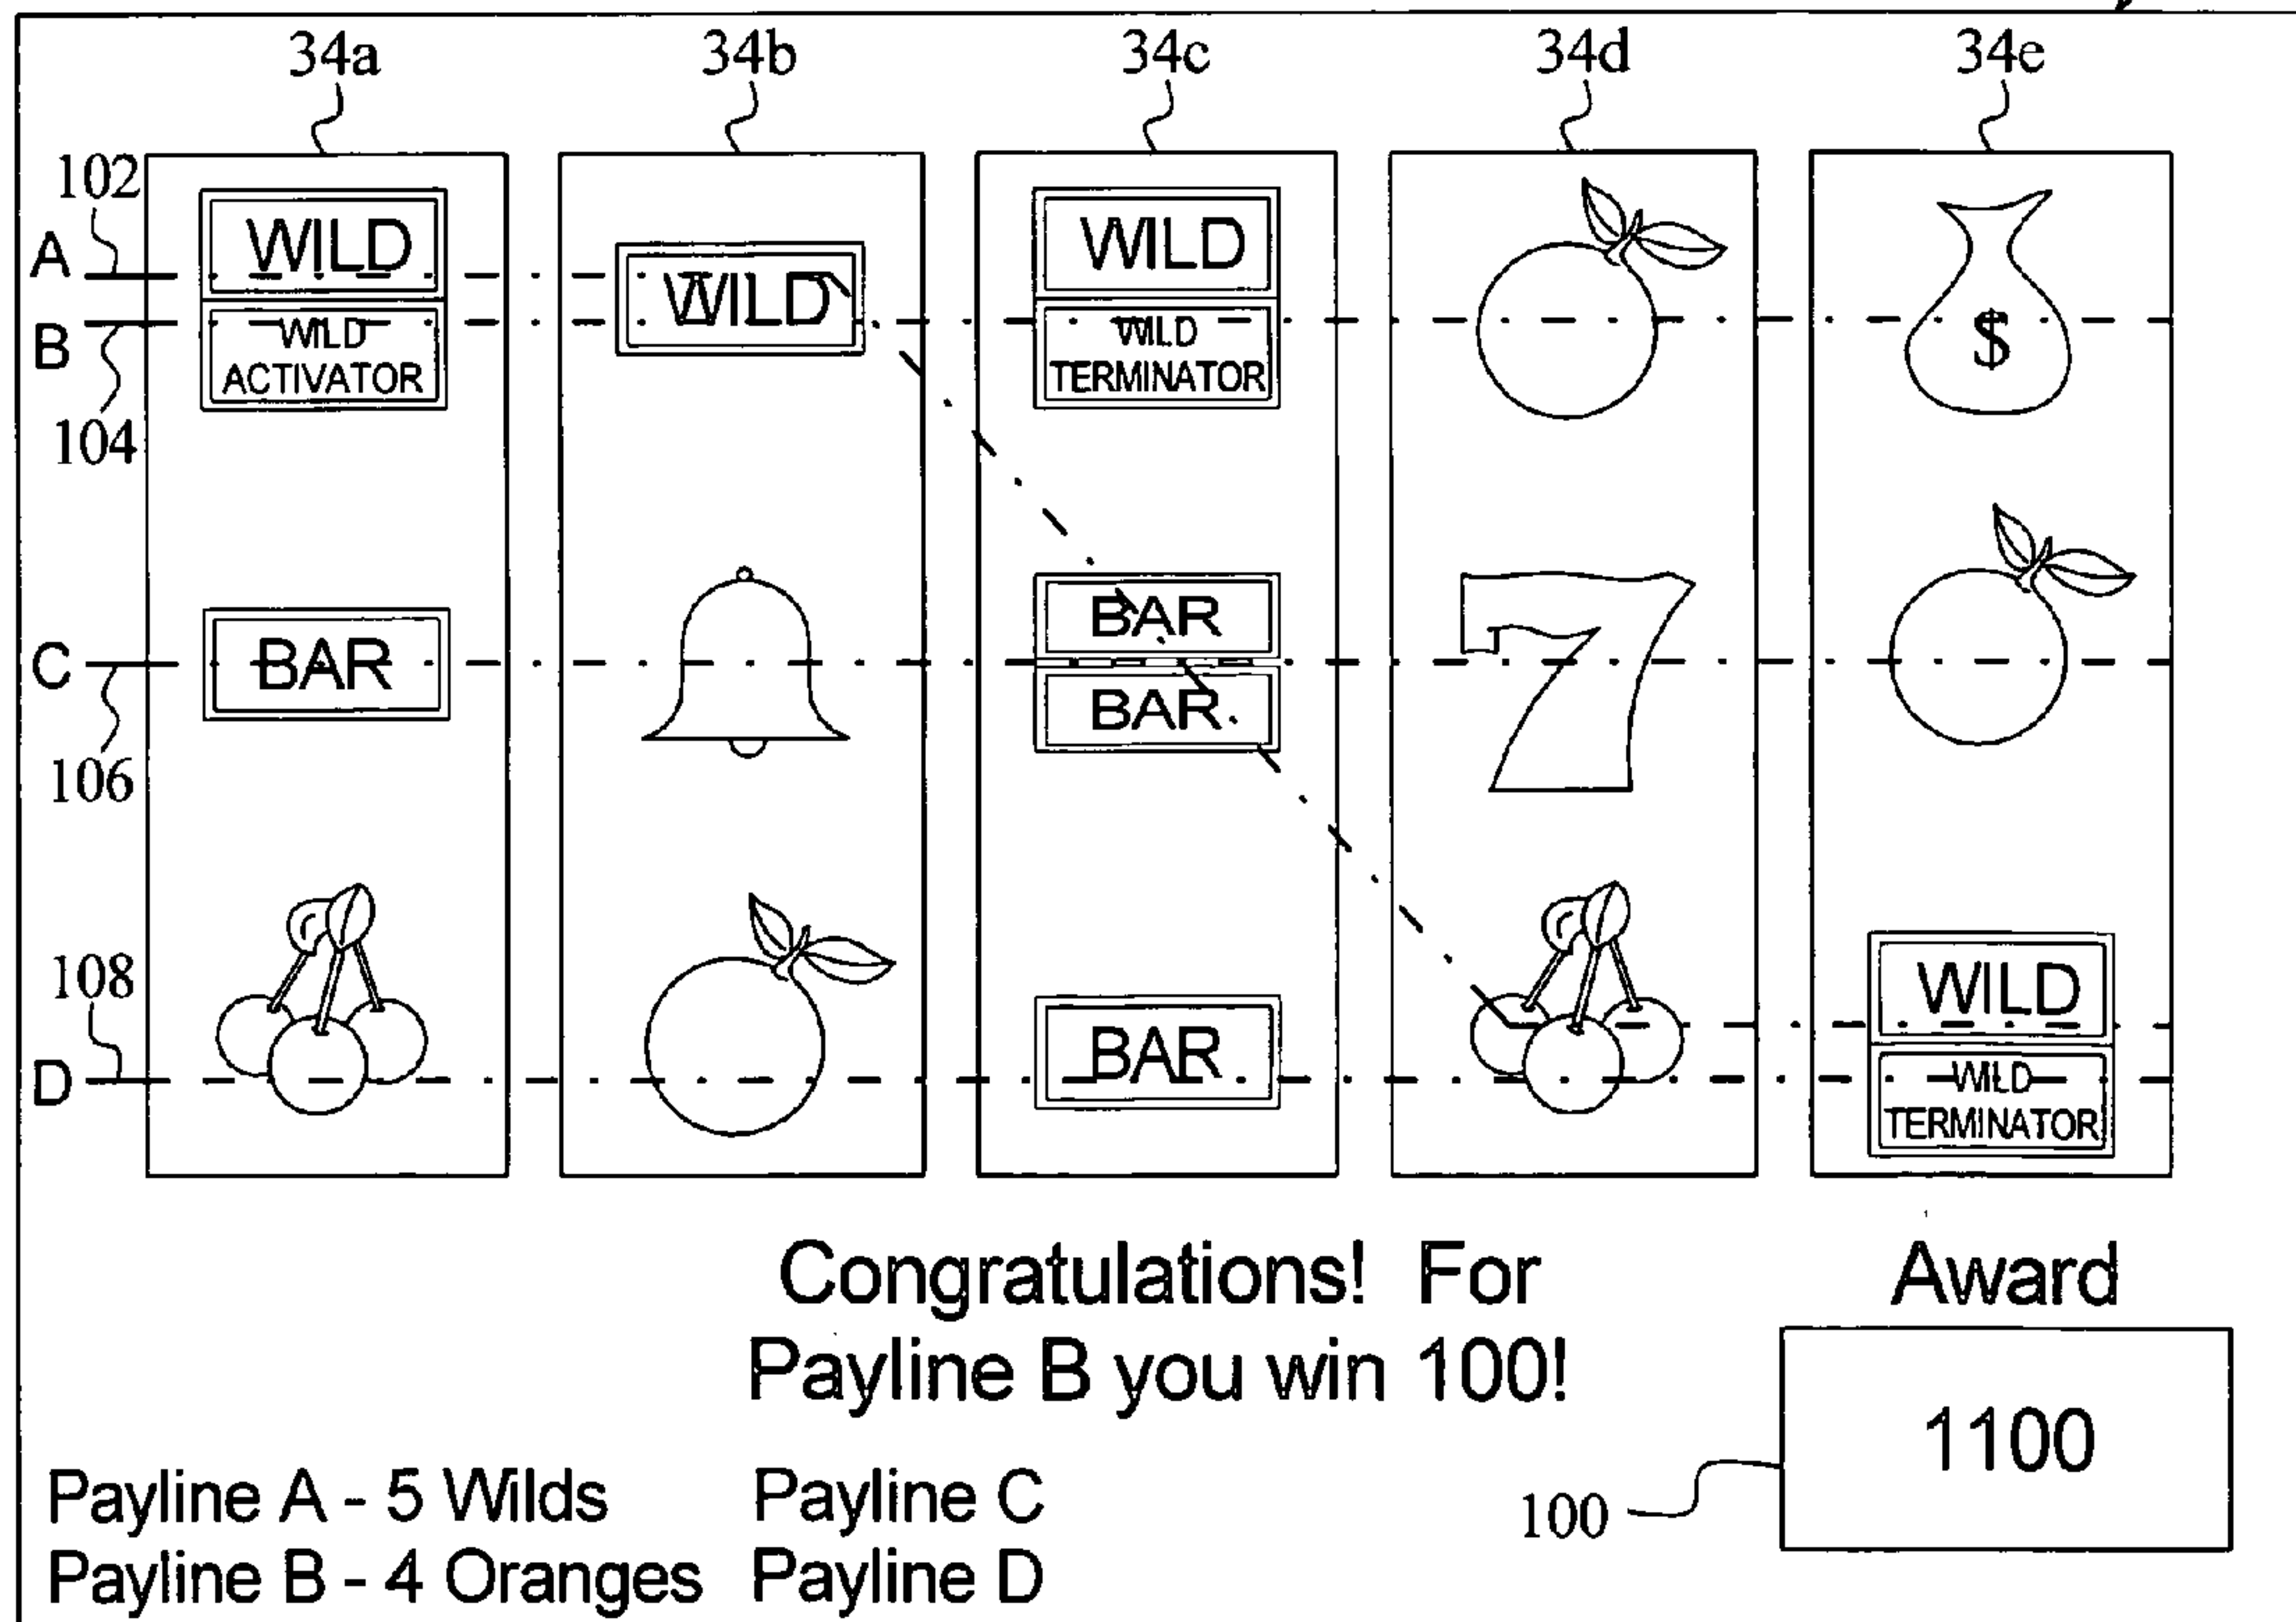 34a 34b 34c 34d 34e
102
A
WILD
WILD
WILD
$
B
WILD
ACTIVATOR
WILD
TERMINATOR
104
C
BAR
BAR
BAR
7
106
108
BAR
WILD
D
WILD
TERMINATOR
Congratulations! For
Payline B you win 100!
Award
1100
100
Payline A - 5 Wilds
Payline B - 4 Oranges
Payline C
Payline D